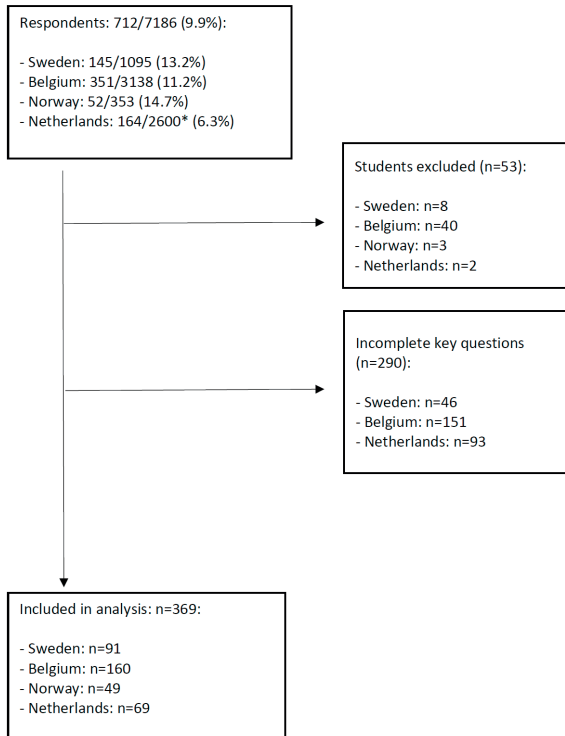 Respondents: 712/7186 (9.9%):
- Sweden: 145/1095 (13.2%)
- Belgium: 351/3138 (11.2%)
- Norway: 52/353 (14.7%)
- Netherlands: 164/2600* (6.3%)
Students excluded (n=53):
- Sweden: n=8
- Belgium: n=40
- Norway: n=3
- Netherlands: n=2
Incomplete key questions
(n=290):
- Sweden: n=46
- Belgium: n=151
- Netherlands: n=93
Included in analysis: n=369:
- Sweden: n=91
- Belgium: n=160
- Norway: n=49
- Netherlands: n=69